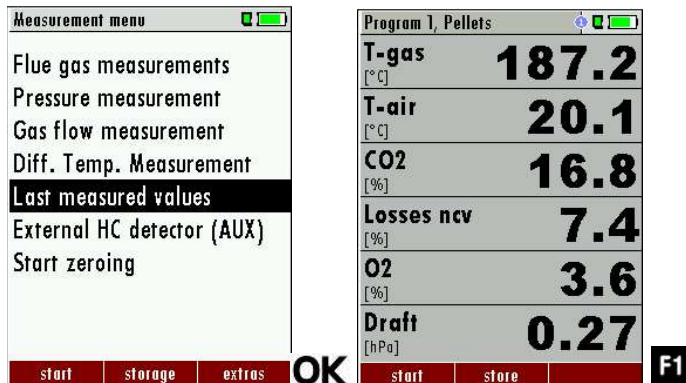 Measurement menu
Flue gas measurements
Pressure measurement
Gas flow measurement
Diff. Temp. Measurement
Last measured values
External HC detector (AUX)
Start zeroing
start storage extras
OK
Program 1, Pellets
T-gas 187.2
[°C]
T-air 20.1
[°C]
CO2 16.8
[%]
Losses ncv 7.4
[%]
O2 3.6
[%]
Draft 0.27
[hPa]
start store
F1